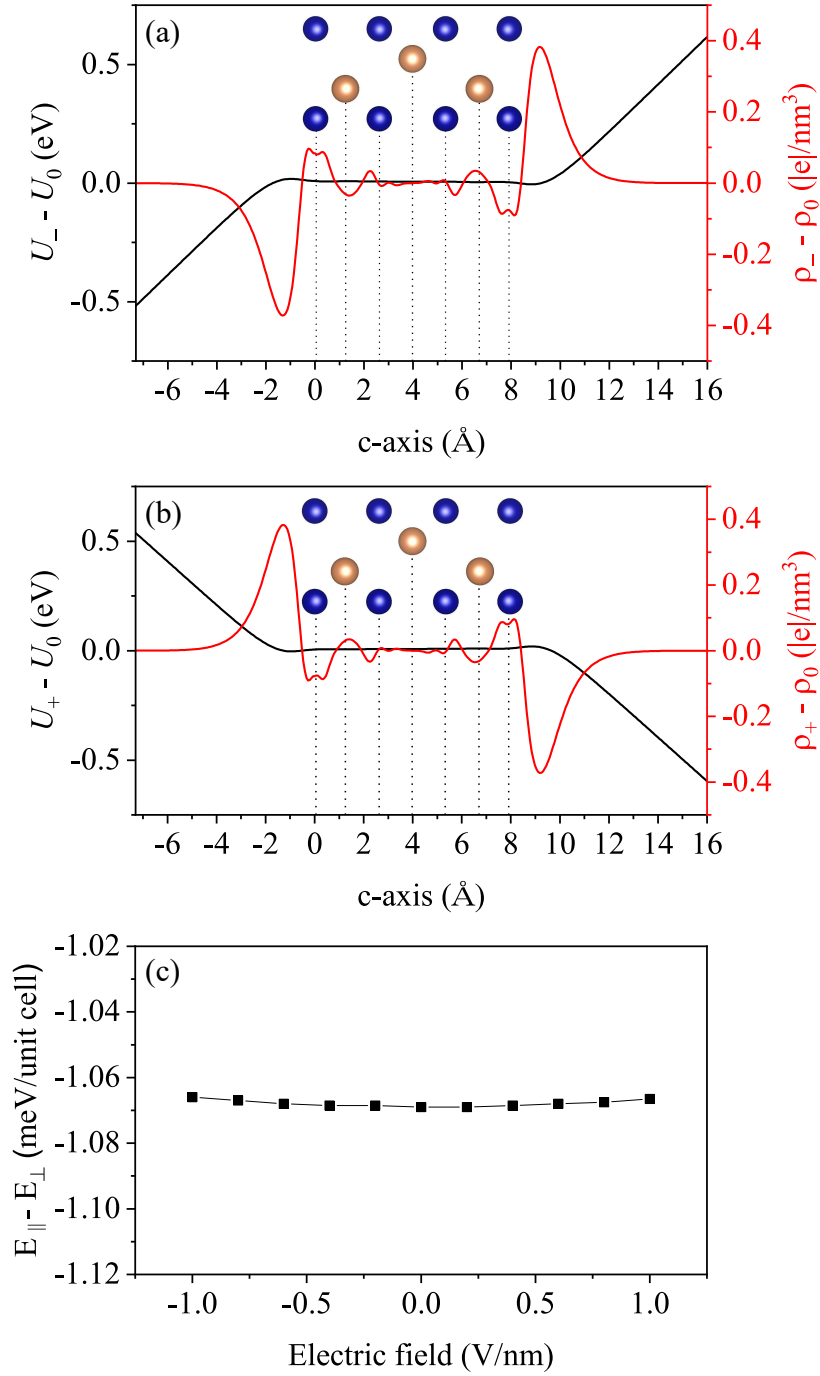 (a)
0.5
0.0
-0.5
U₋ - U₀ (eV)
0.4
0.2
0.0
-0.2
-0.4
ρ₋ - ρ₀ (|e|/nm³)
-6 -4 -2 0 2 4 6 8 10 12 14 16
c-axis (Å)
(b)
0.5
0.0
-0.5
U₊ - U₀ (eV)
0.4
0.2
0.0
-0.2
-0.4
ρ₊ - ρ₀ (|e|/nm³)
-6 -4 -2 0 2 4 6 8 10 12 14 16
c-axis (Å)
(c)
-1.02
-1.04
-1.06
-1.08
-1.10
-1.12
E∥ - E⊥ (meV/unit cell)
-1.0 -0.5 0.0 0.5 1.0
Electric field (V/nm)